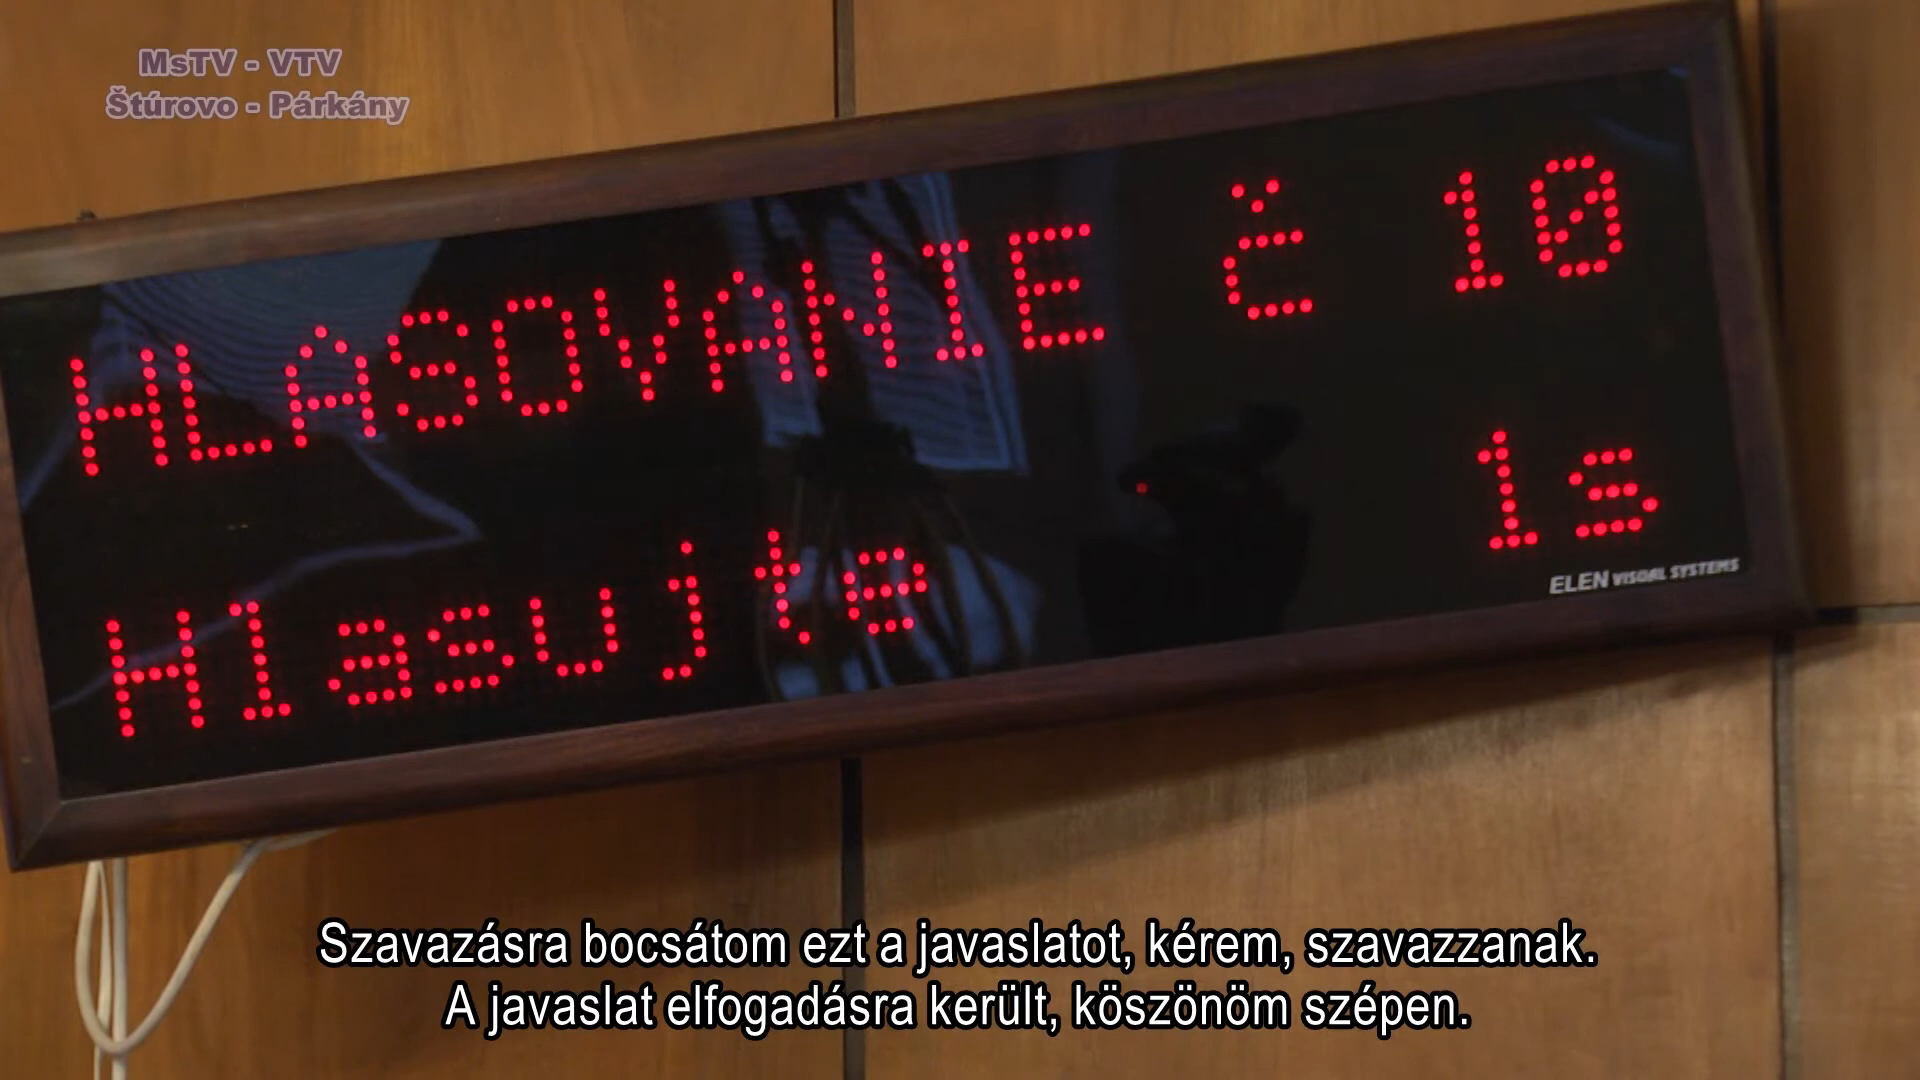 MsTV - VTV
Štúrovo - Párkány
HLASOVANIE č 10
Hlasujte 1s
ELEN VISUAL SYSTEMS
Szavazásra bocsátom ezt a javaslatot, kérem, szavazzanak.
A javaslat elfogadásra került, köszönöm szépen.